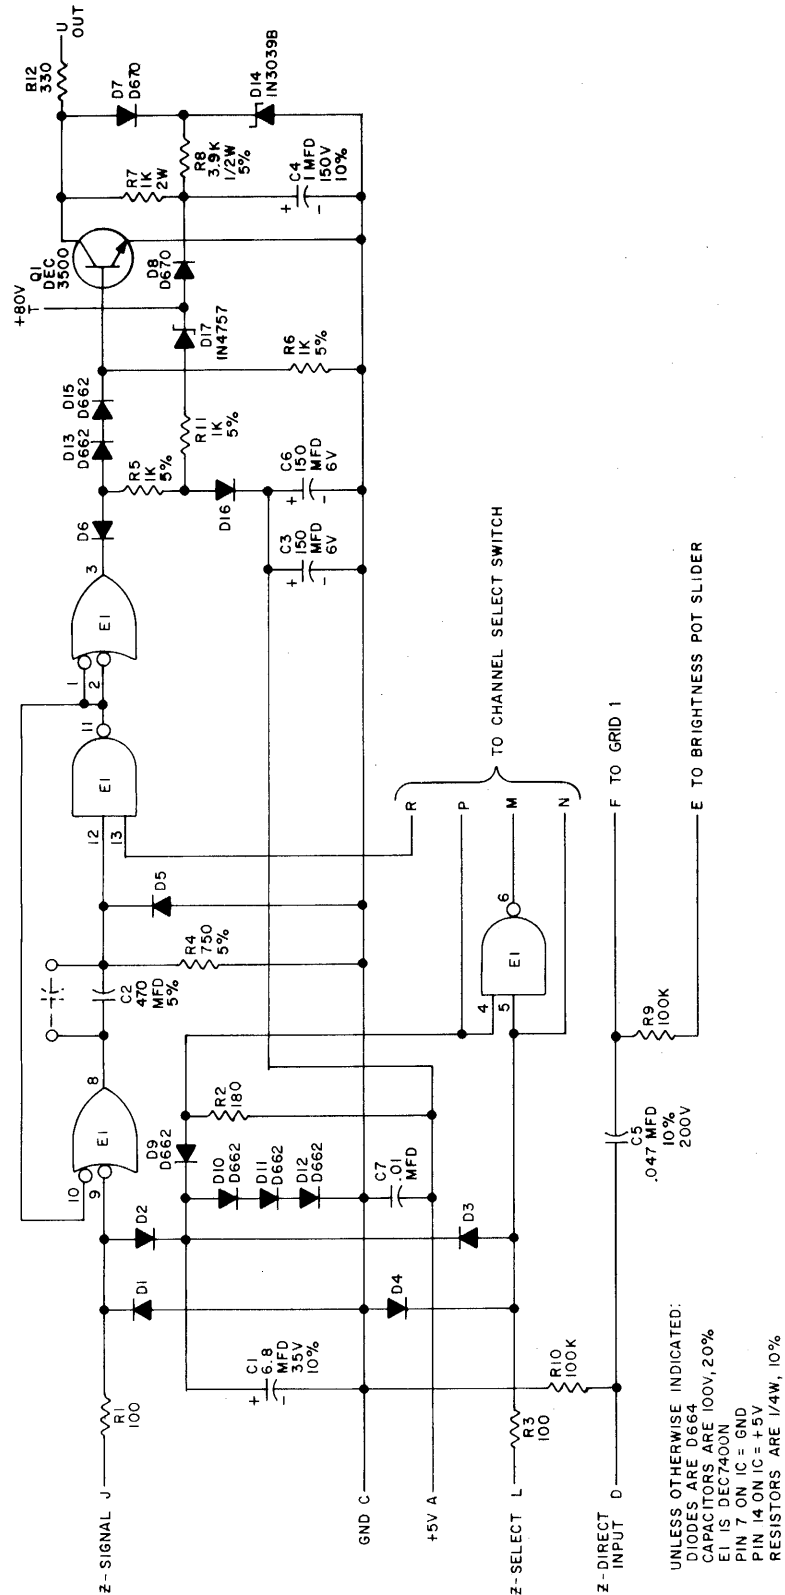 Z-SIGNAL J
R1
100
D1
D2
10
9
E1
8
C2
470
MFD
5%
R4
750
5%
D5
12
13
E1
11
1
2
E1
3
D6
D13
D662
D15
D662
R5
1K
5%
D16
R11
1K
5%
D17
1N4757
+80V
T
Q1
DEC
3500
D8
D670
R7
1K
2W
R8
3.9K
1/2W
5%
R12
330
U
OUT
D7
D670
D14
1N3039B
+
C4
1 MFD
150V
10%
-
R6
1K
5%
+
C6
150
MFD
6V
-
+
C3
150
MFD
6V
-
+
C1
6.8
MFD
35V
10%
-
D9
D662
D10
D662
D11
D662
D12
D662
R2
180
C7
.01
MFD
D3
D4
GND C
+5V A
Z-SELECT L
R3
100
4
5
E1
6
R
P
M
N
TO CHANNEL SELECT SWITCH
Z-DIRECT
INPUT D
R10
100K
C5
.047 MFD
10%
200V
R9
100K
F TO GRID 1
E TO BRIGHTNESS POT SLIDER
UNLESS OTHERWISE INDICATED:
DIODES ARE D664
CAPACITORS ARE 100V, 20%
E1 IS DEC7400N
PIN 7 ON IC = GND
PIN 14 ON IC = +5V
RESISTORS ARE 1/4W, 10%